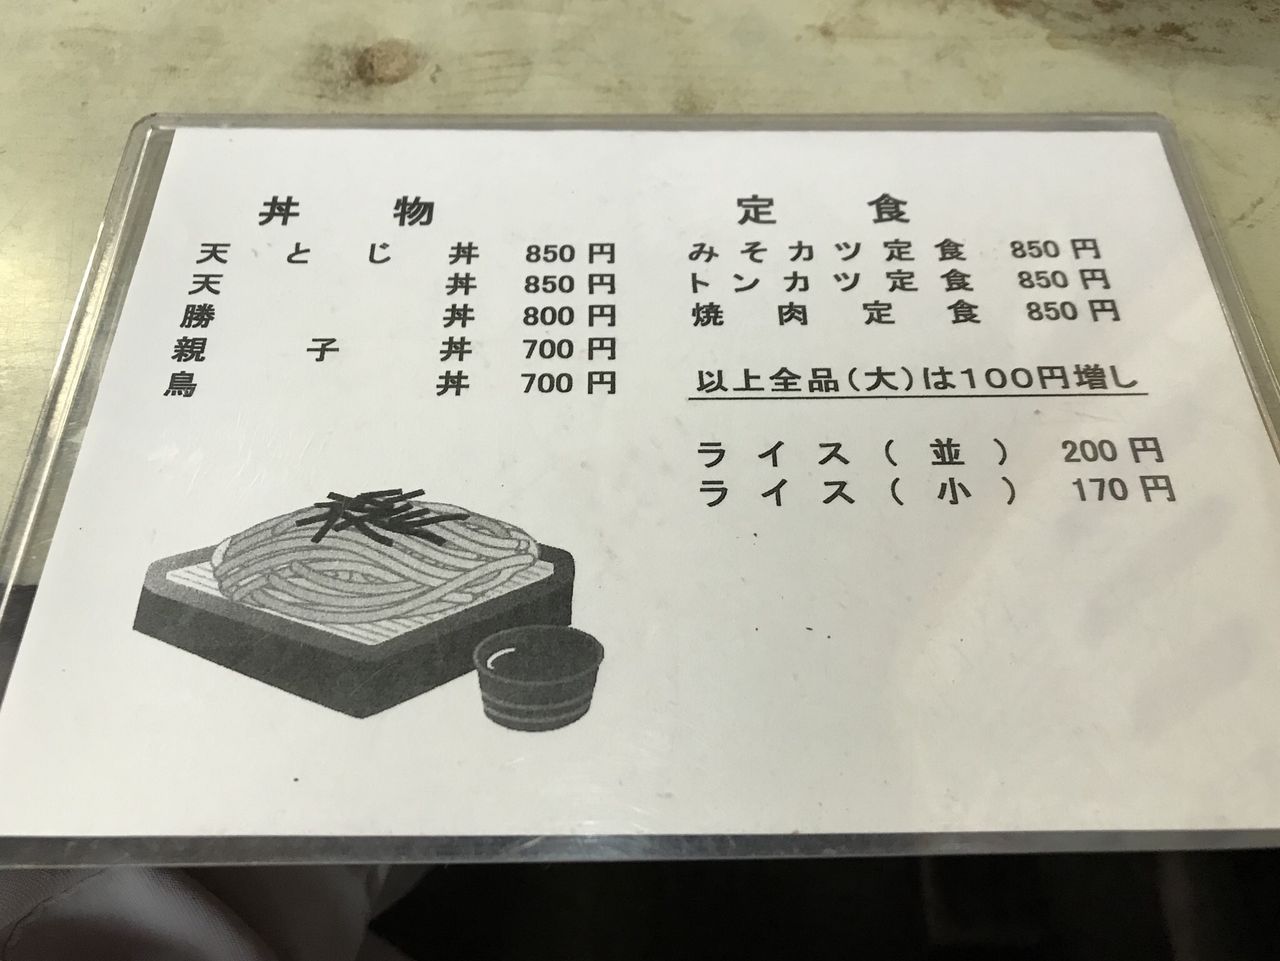 丼物
天とじ丼 850円
天丼 850円
勝丼 800円
親子丼 700円
鳥丼 700円
定食
みそカツ定食 850円
トンカツ定食 850円
焼肉定食 850円
以上全品(大)は100円増し
ライス(並) 200円
ライス(小) 170円